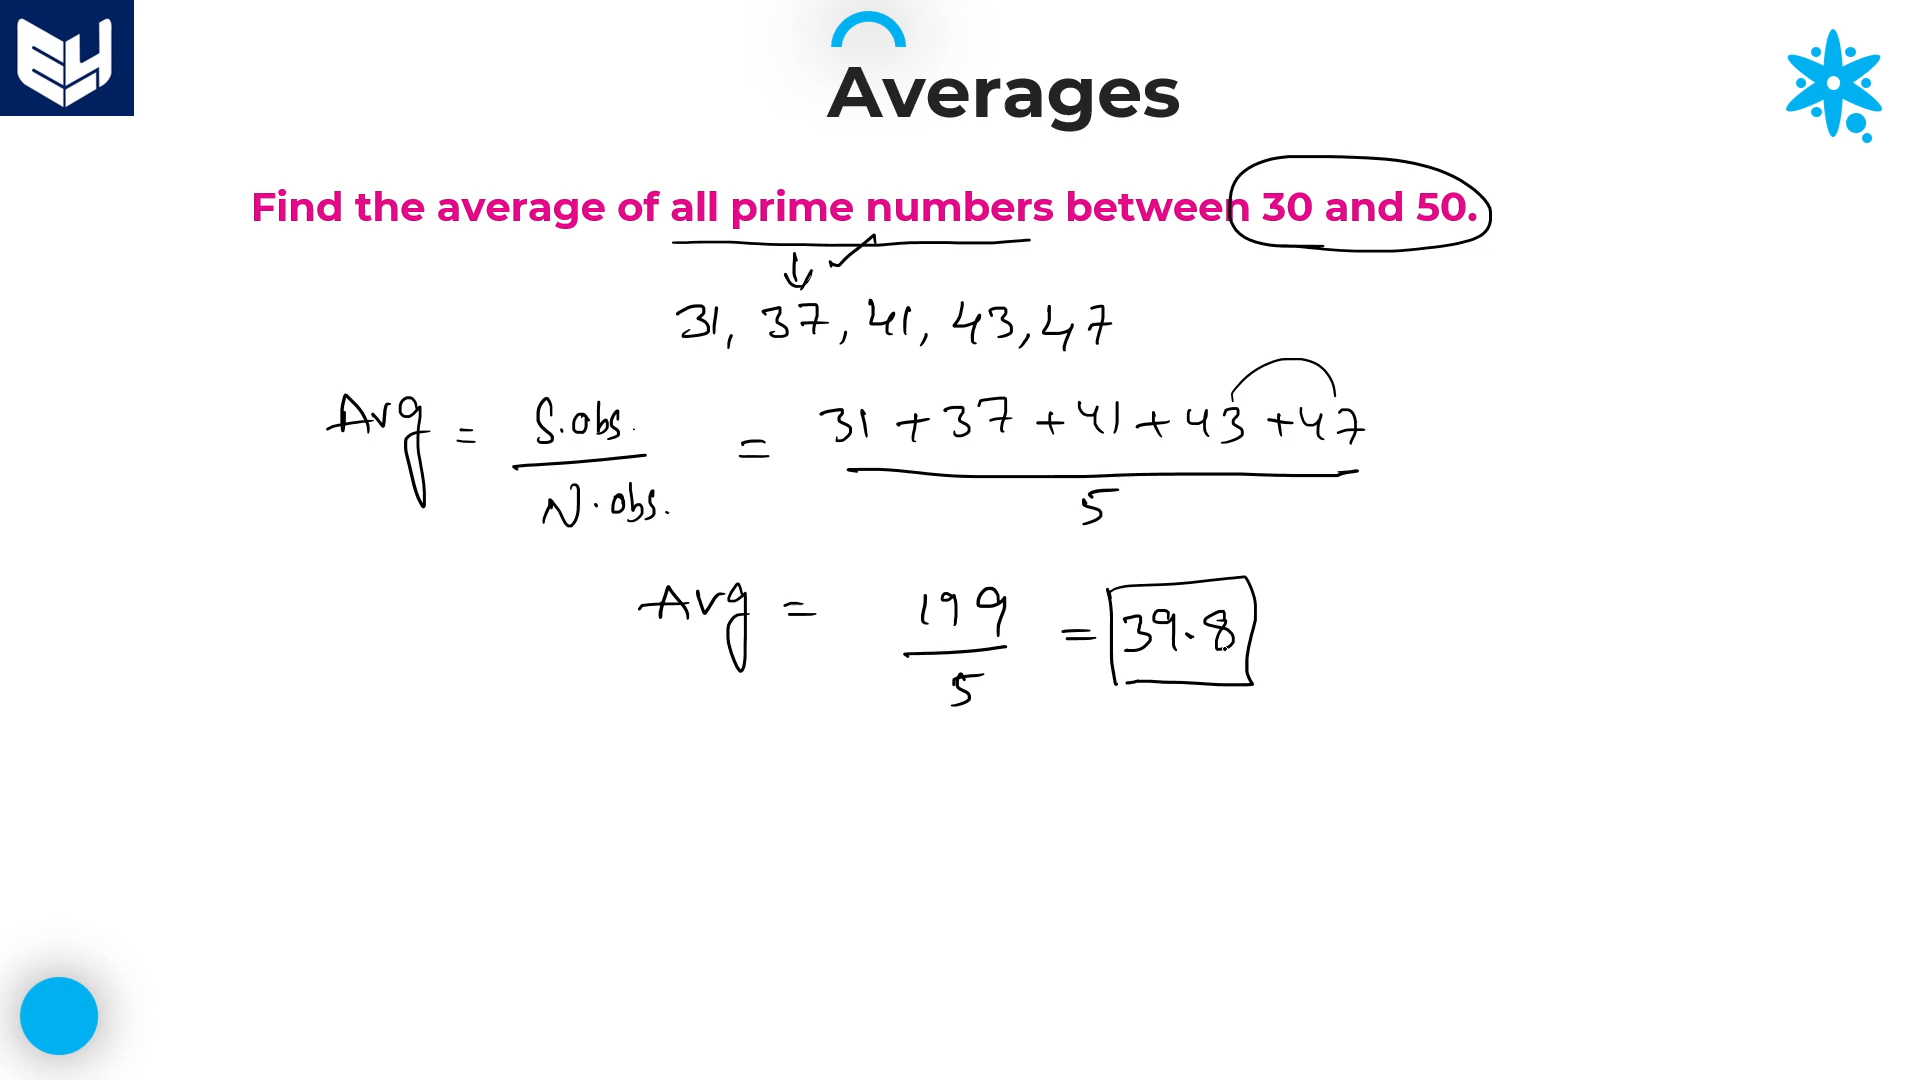 EY
Averages
Find the average of all prime numbers between 30 and 50.
31, 37, 41, 43, 47
Avg = S.obs. / N.obs. = 31 + 37 + 41 + 43 + 47 / 5
Avg = 199 / 5 = 39.8